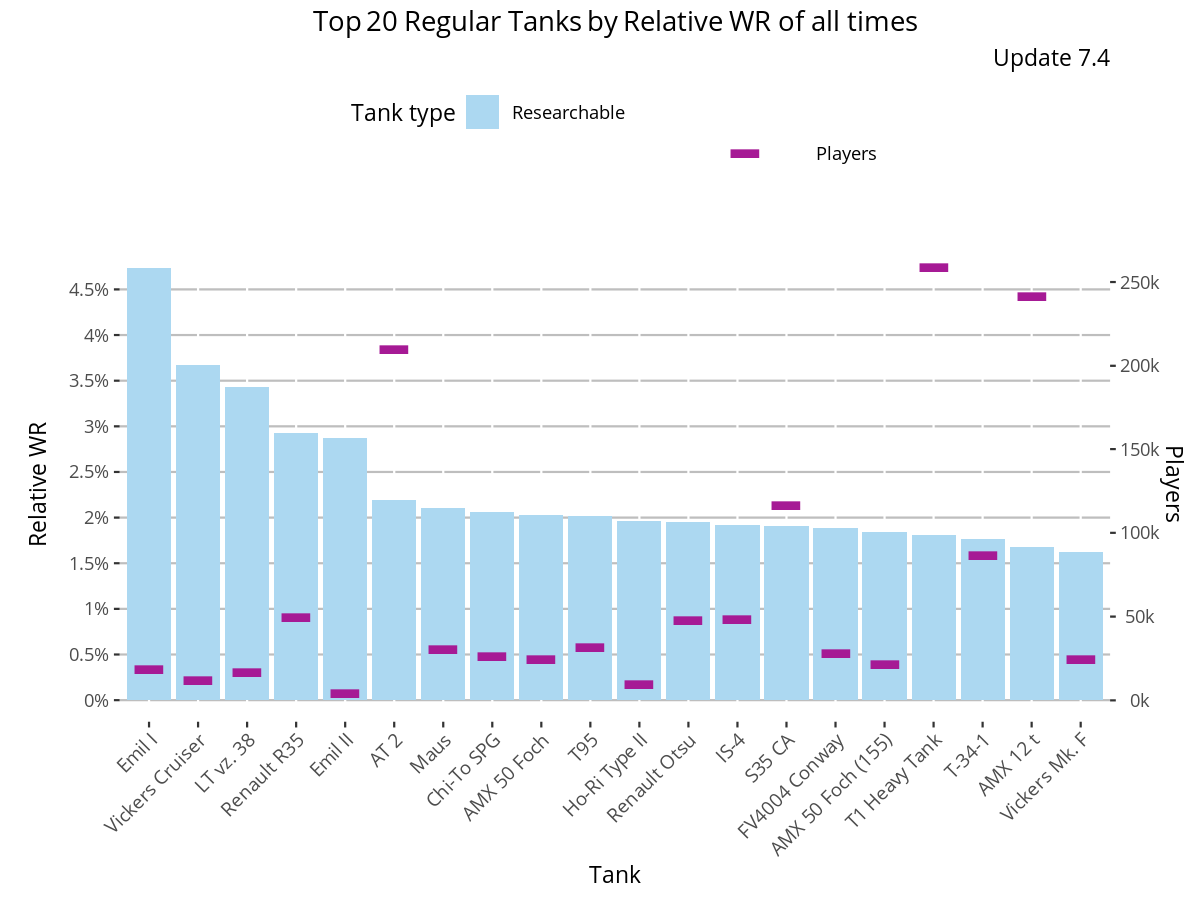 Top 20 Regular Tanks by Relative WR of all times
Update 7.4
Tank type
Researchable
Players
4.5%
4%
3.5%
3%
2.5%
2%
1.5%
1%
0.5%
0%
Relative WR
250k
200k
150k
100k
50k
0k
Players
Emil I
Vickers Cruiser
LT vz. 38
Renault R35
Emil II
AT 2
Maus
Chi-To SPG
AMX 50 Foch
T95
Ho-Ri Type II
Renault Otsu
IS-4
S35 CA
FV4004 Conway
AMX 50 Foch (155)
T1 Heavy Tank
T-34-1
AMX 12 t
Vickers Mk. F
Tank